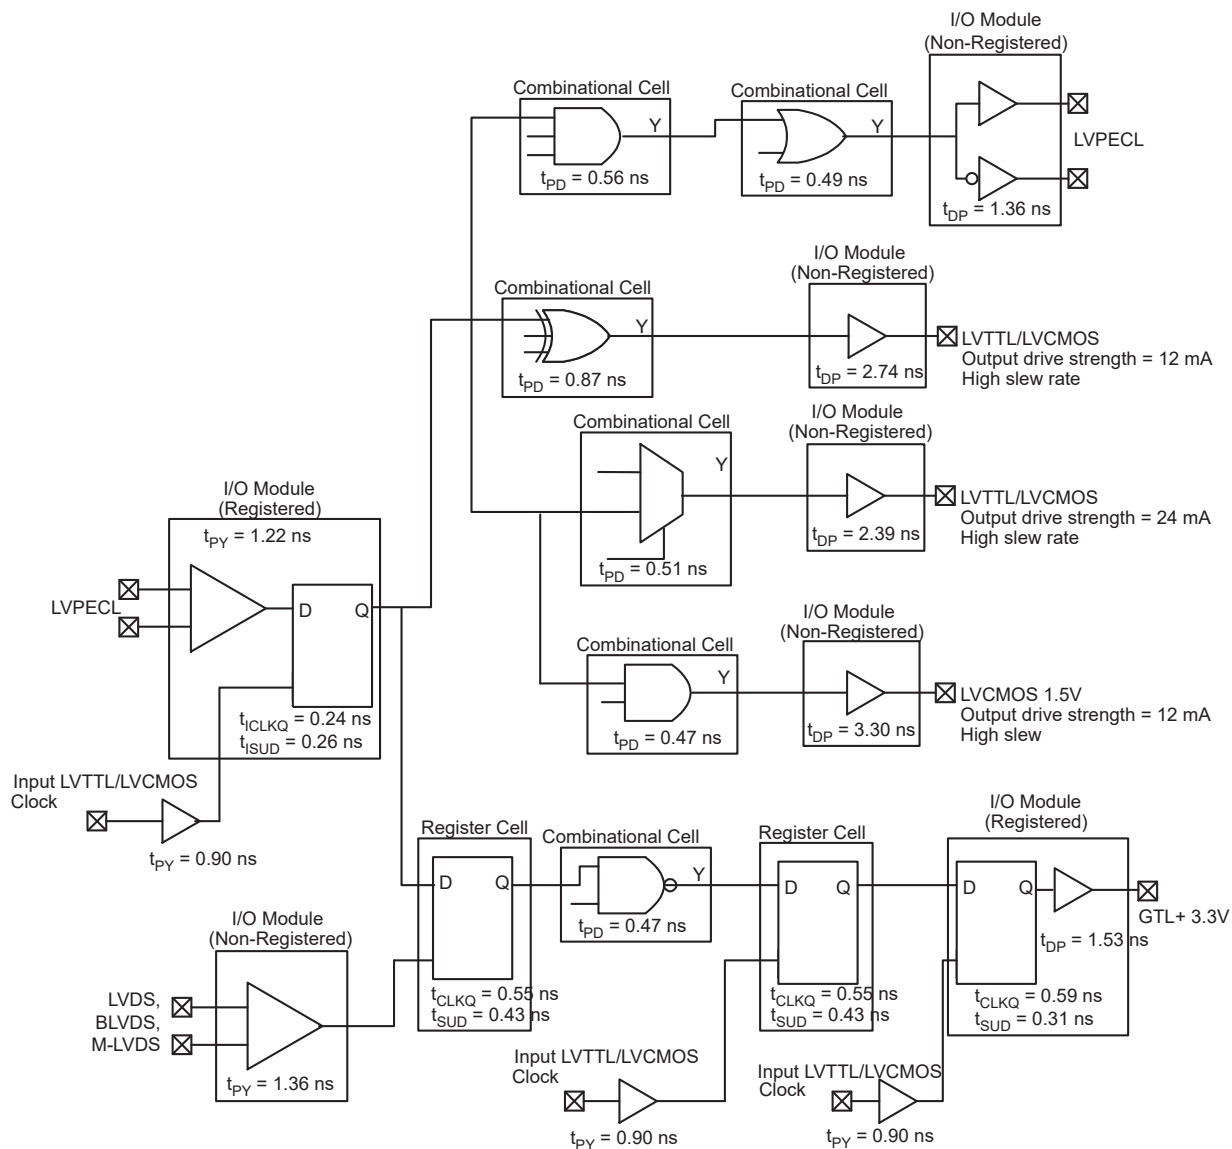 I/O Module
(Non-Registered)
Combinational Cell
Y
tPD = 0.56 ns
Combinational Cell
Y
tPD = 0.49 ns
LVPECL
tDP = 1.36 ns
I/O Module
(Non-Registered)
Combinational Cell
Y
tPD = 0.87 ns
tDP = 2.74 ns
LVTTL/LVCMOS
Output drive strength = 12 mA
High slew rate
I/O Module
(Non-Registered)
Combinational Cell
Y
tPD = 0.51 ns
tDP = 2.39 ns
LVTTL/LVCMOS
Output drive strength = 24 mA
High slew rate
I/O Module
(Registered)
tPY = 1.22 ns
LVPECL
D
Q
tICLKQ = 0.24 ns
tISUD = 0.26 ns
I/O Module
(Non-Registered)
Combinational Cell
Y
tPD = 0.47 ns
tDP = 3.30 ns
LVCMOS 1.5V
Output drive strength = 12 mA
High slew
Input LVTTL/LVCMOS
Clock
tPY = 0.90 ns
Register Cell
D
Q
tCLKQ = 0.55 ns
tSUD = 0.43 ns
Combinational Cell
Y
tPD = 0.47 ns
Register Cell
D
Q
tCLKQ = 0.55 ns
tSUD = 0.43 ns
I/O Module
(Registered)
D
Q
tDP = 1.53 ns
GTL+ 3.3V
tCLKQ = 0.59 ns
tSUD = 0.31 ns
I/O Module
(Non-Registered)
LVDS,
BLVDS,
M-LVDS
tPY = 1.36 ns
Input LVTTL/LVCMOS
Clock
tPY = 0.90 ns
Input LVTTL/LVCMOS
Clock
tPY = 0.90 ns